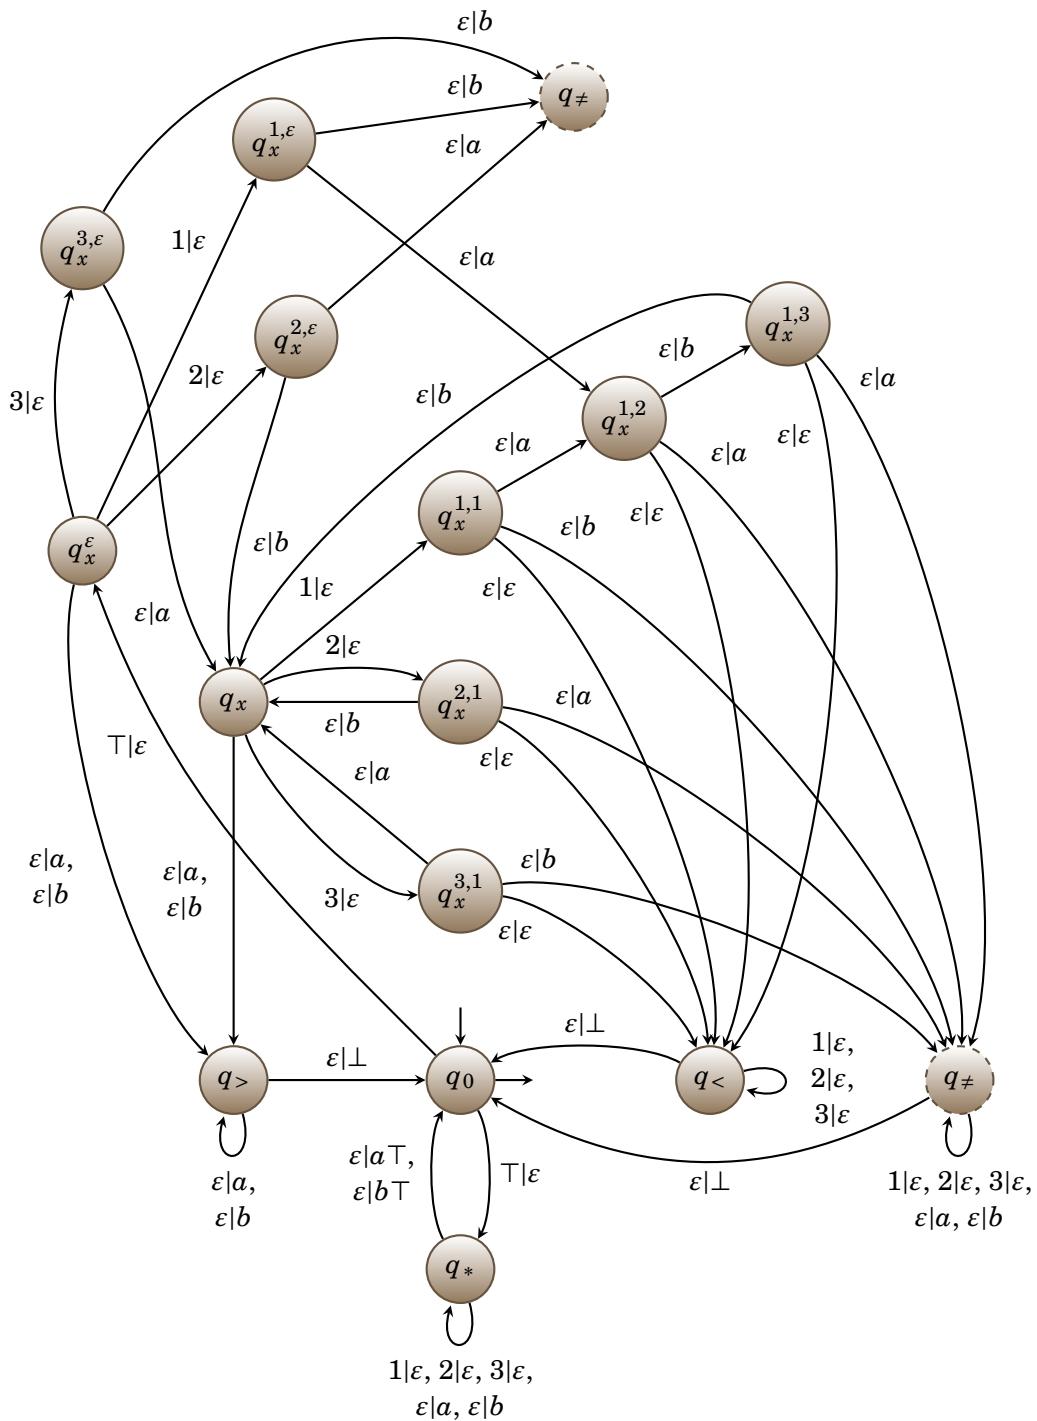 ε|b
q≠
ε|b
q_x^{1,ε}
ε|a
1|ε
q_x^{3,ε}
ε|a
q_x^{1,3}
q_x^{2,ε}
ε|b
2|ε
ε|a
3|ε
ε|b
q_x^{1,2}
ε|ε
ε|a
ε|a
q_x^{1,1}
ε|ε
ε|b
q_x^ε
ε|b
1|ε
ε|ε
ε|a
2|ε
q_x
q_x^{2,1}
ε|a
ε|b
⊤|ε
ε|ε
ε|a
ε|a,
ε|b
ε|a,
ε|b
ε|b
3|ε
q_x^{3,1}
ε|ε
ε|⊥
1|ε,
2|ε,
3|ε
ε|⊥
q>
q0
q<
q≠
ε|a⊤,
ε|b⊤
⊤|ε
ε|⊥
ε|a,
ε|b
1|ε, 2|ε, 3|ε,
ε|a, ε|b
q*
1|ε, 2|ε, 3|ε,
ε|a, ε|b